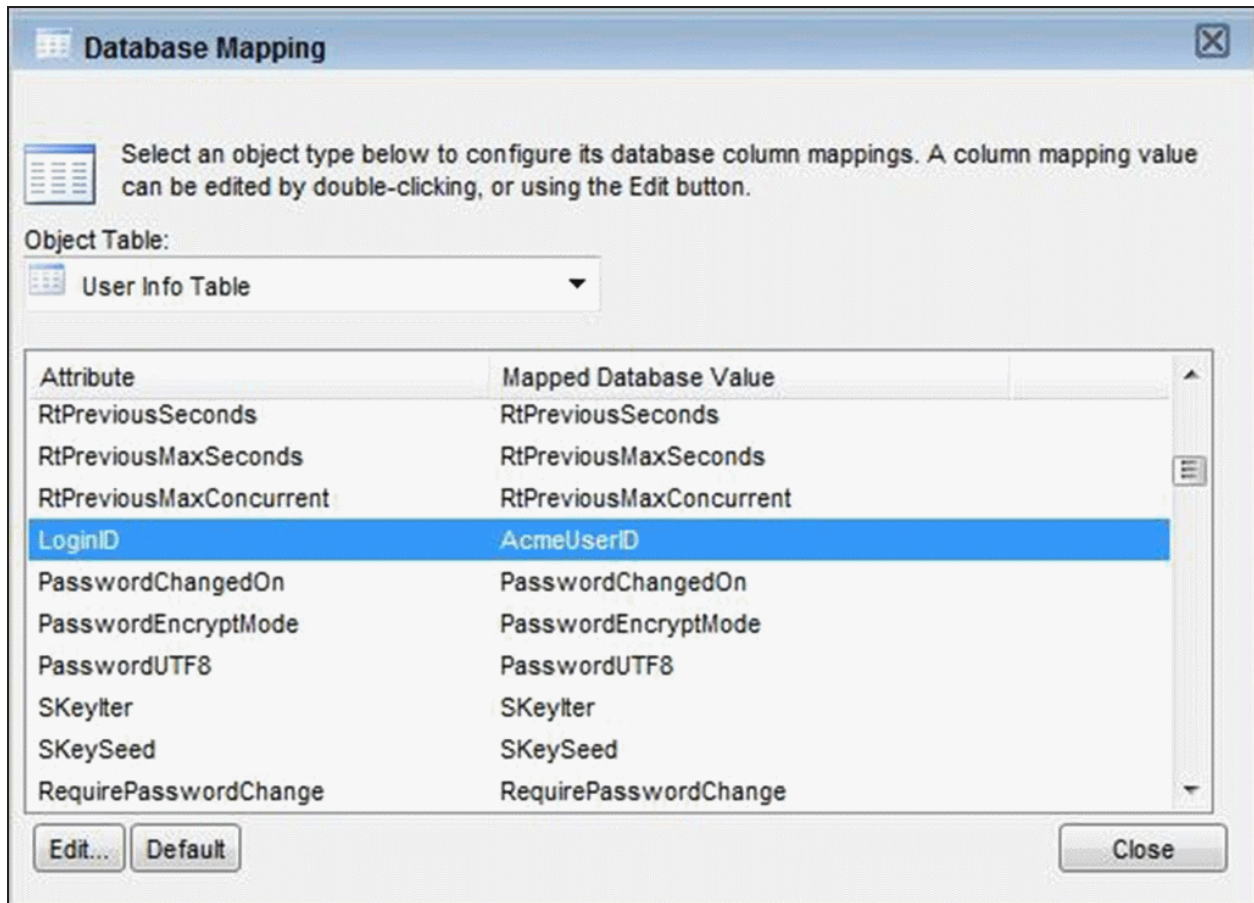 Database Mapping
Select an object type below to configure its database column mappings. A column mapping value
can be edited by double-clicking, or using the Edit button.
Object Table:
User Info Table
Attribute Mapped Database Value
RtPreviousSeconds RtPreviousSeconds
RtPreviousMaxSeconds RtPreviousMaxSeconds
RtPreviousMaxConcurrent RtPreviousMaxConcurrent
LoginID AcmeUserID
PasswordChangedOn PasswordChangedOn
PasswordEncryptMode PasswordEncryptMode
PasswordUTF8 PasswordUTF8
SKeyIter SKeyIter
SKeySeed SKeySeed
RequirePasswordChange RequirePasswordChange
Edit... Default Close